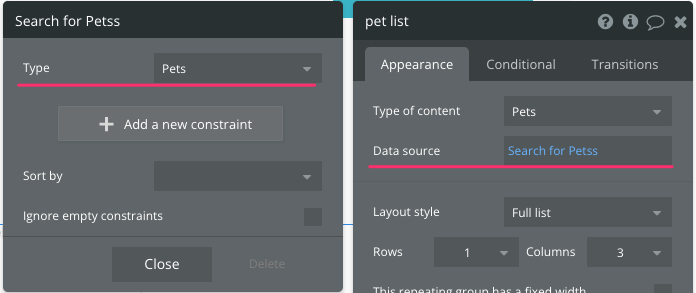 Search for Petss
Type Pets
Add a new constraint
Sort by
Ignore empty constraints
Close Delete
pet list
Appearance Conditional Transitions
Type of content Pets
Data source Search for Petss
Layout style Full list
Rows 1 Columns 3
This repeating group has a fixed width